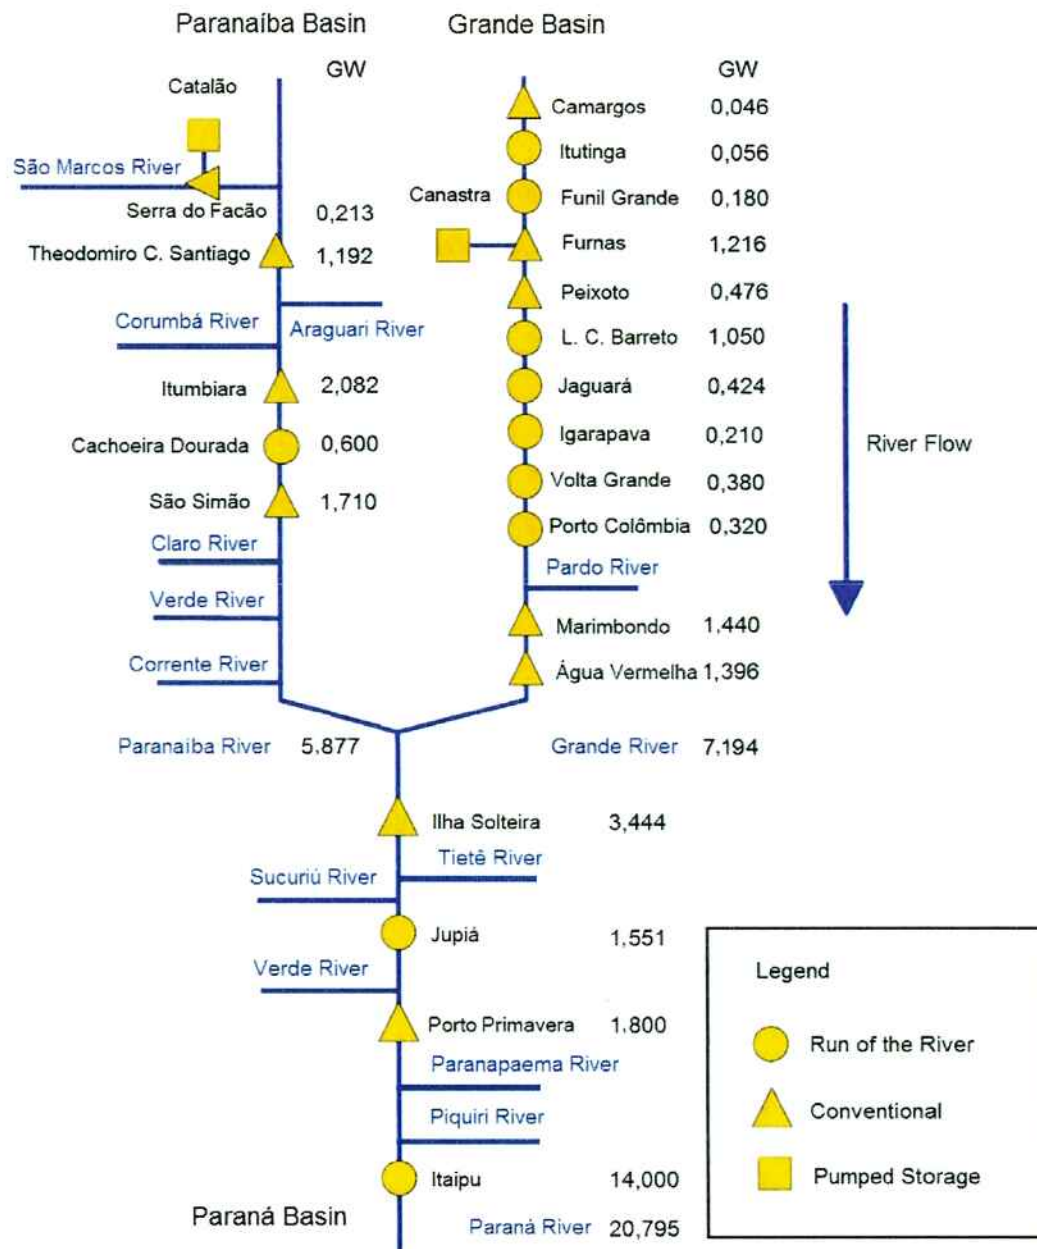 Paranaíba Basin
Grande Basin
GW
GW
Catalão
São Marcos River
Serra do Facão 0,213
Theodomiro C. Santiago 1,192
Corumbá River
Araguari River
Itumbiara 2,082
Cachoeira Dourada 0,600
São Simão 1,710
Claro River
Verde River
Corrente River
Paranaíba River 5.877
Camargos 0,046
Itutinga 0,056
Canastra
Funil Grande 0,180
Furnas 1,216
Peixoto 0,476
L. C. Barreto 1,050
Jaguará 0,424
Igarapava 0,210
Volta Grande 0,380
Porto Colômbia 0,320
Pardo River
Marimbondo 1,440
Água Vermelha 1,396
Grande River 7,194
River Flow
Ilha Solteira 3,444
Tietê River
Sucuriú River
Jupiá 1,551
Verde River
Porto Primavera 1.800
Paranapaema River
Piquiri River
Itaipu 14,000
Paraná Basin
Paraná River 20,795
Legend
Run of the River
Conventional
Pumped Storage